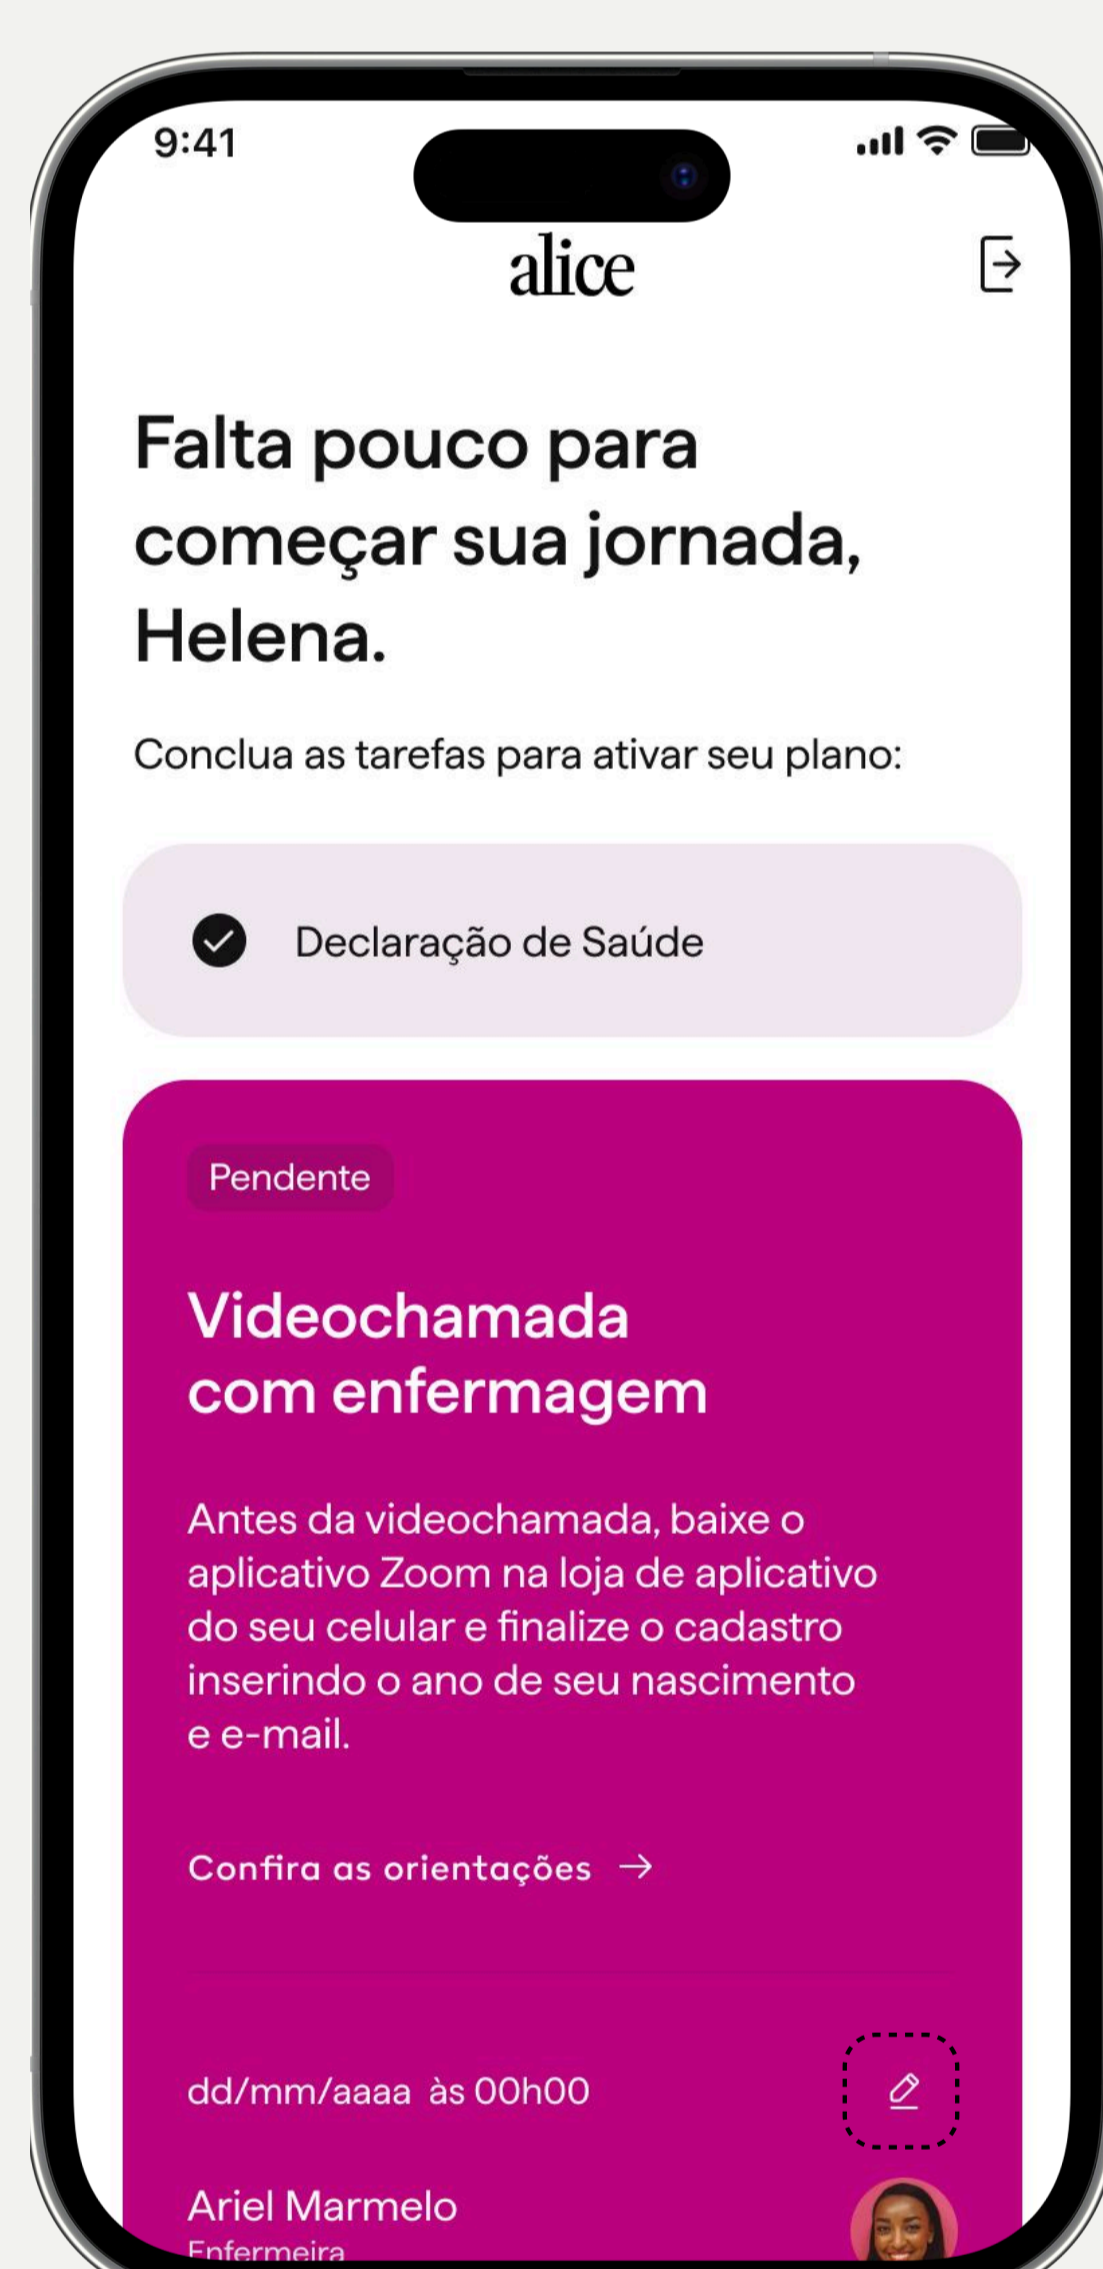 9:41
alice
Falta pouco para
começar sua jornada,
Helena.
Conclua as tarefas para ativar seu plano:
Declaração de Saúde
Pendente
Videochamada
com enfermagem
Antes da videochamada, baixe o
aplicativo Zoom na loja de aplicativo
do seu celular e finalize o cadastro
inserindo o ano de seu nascimento
e e-mail.
Confira as orientações
dd/mm/aaaa às 00h00
Ariel Marmelo
Enfermeira